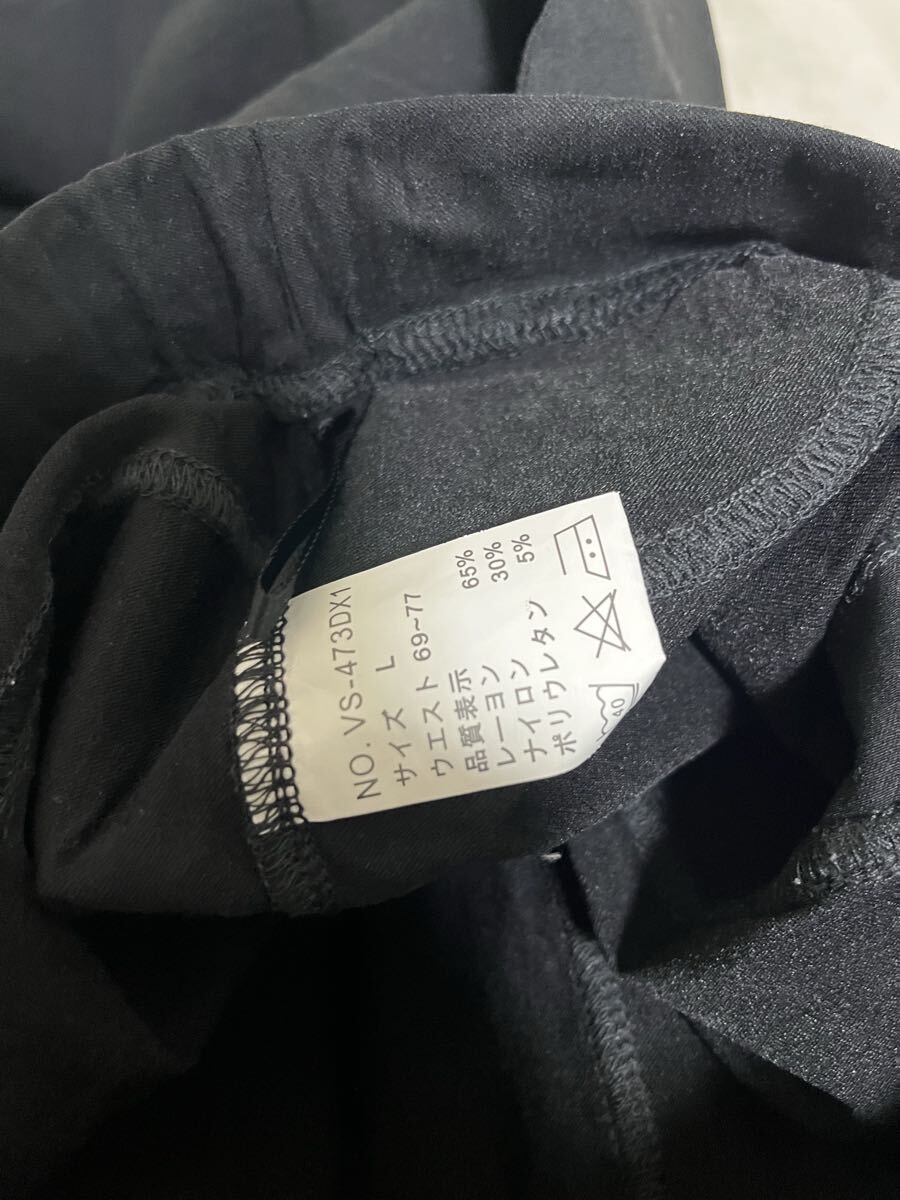 NO. VS-473DX1
サイズ L
ウエスト 69~77
品質表示
レーヨン 65%
ナイロン 30%
ポリウレタン 5%
40